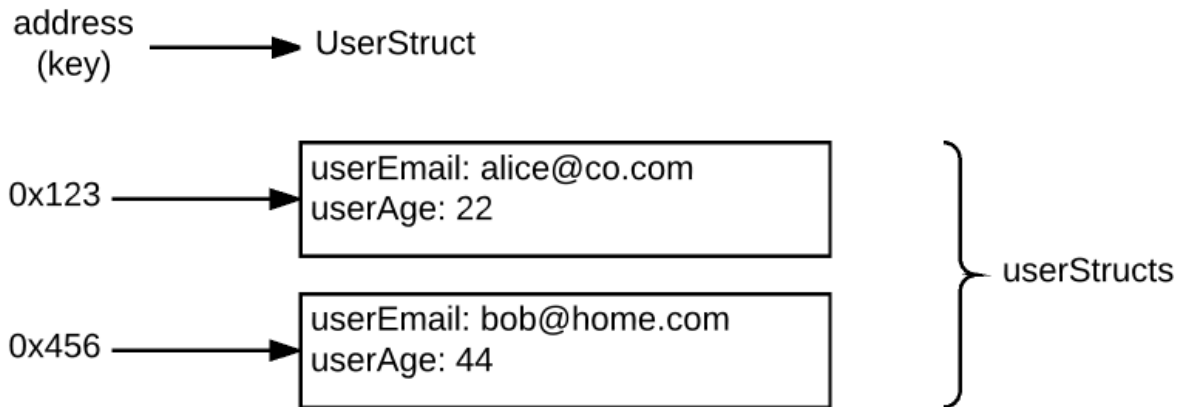 address
(key)
UserStruct
0x123
userEmail: alice@co.com
userAge: 22
userStructs
0x456
userEmail: bob@home.com
userAge: 44